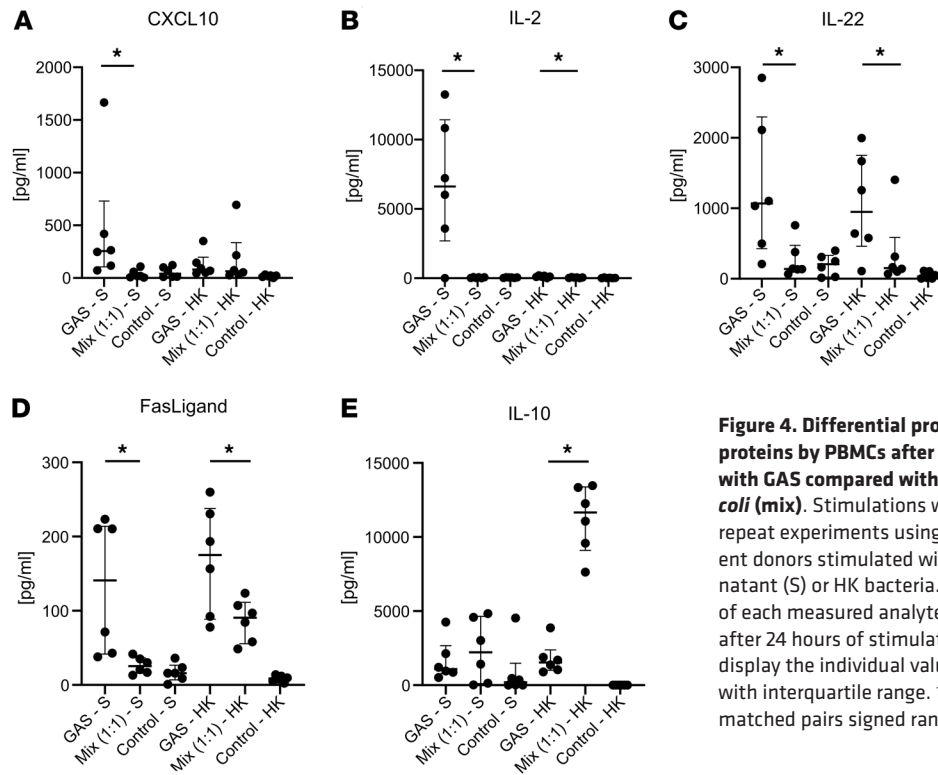 A
CXCL10
[pg/ml]
2000
1500
1000
500
0
*
GAS - S
Mix (1:1) - S
Control - S
GAS - HK
Mix (1:1) - HK
Control - HK
B
IL-2
[pg/ml]
15000
10000
5000
0
*
*
GAS - S
Mix (1:1) - S
Control - S
GAS - HK
Mix (1:1) - HK
Control - HK
C
IL-22
[pg/ml]
3000
2000
1000
0
*
*
GAS - S
Mix (1:1) - S
Control - S
GAS - HK
Mix (1:1) - HK
Control - HK
D
FasLigand
[pg/ml]
300
200
100
0
*
*
GAS - S
Mix (1:1) - S
Control - S
GAS - HK
Mix (1:1) - HK
Control - HK
E
IL-10
[pg/ml]
15000
10000
5000
0
*
GAS - S
Mix (1:1) - S
Control - S
GAS - HK
Mix (1:1) - HK
Control - HK
Figure 4. Differential pro
proteins by PBMCs after
with GAS compared with
coli (mix). Stimulations w
repeat experiments using
ent donors stimulated wi
natant (S) or HK bacteria.
of each measured analyte
after 24 hours of stimulat
display the individual valu
with interquartile range.
matched pairs signed ran